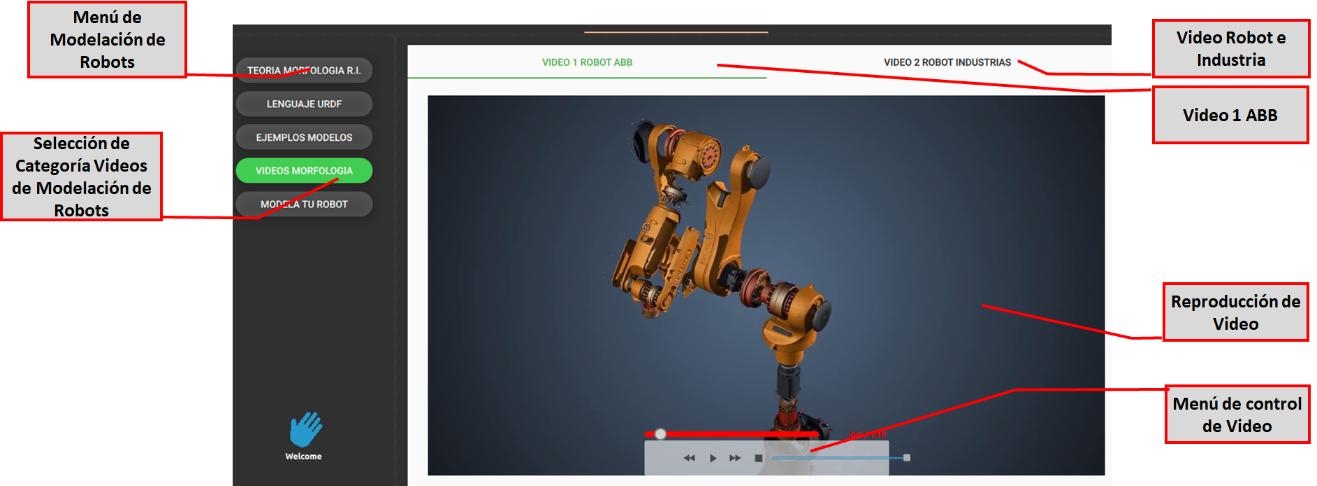 Menú de
Modelación de
Robots
Selección de
Categoría Videos
de Modelación de
Robots
TEORIA MORFOLOGIA R.I.
LENGUAJE URDF
EJEMPLOS MODELOS
VIDEOS MORFOLOGIA
MODELA TU ROBOT
Welcome
VIDEO 1 ROBOT ABB
VIDEO 2 ROBOT INDUSTRIAS
Video Robot e
Industria
Video 1 ABB
Reproducción de
Video
Menú de control
de Video